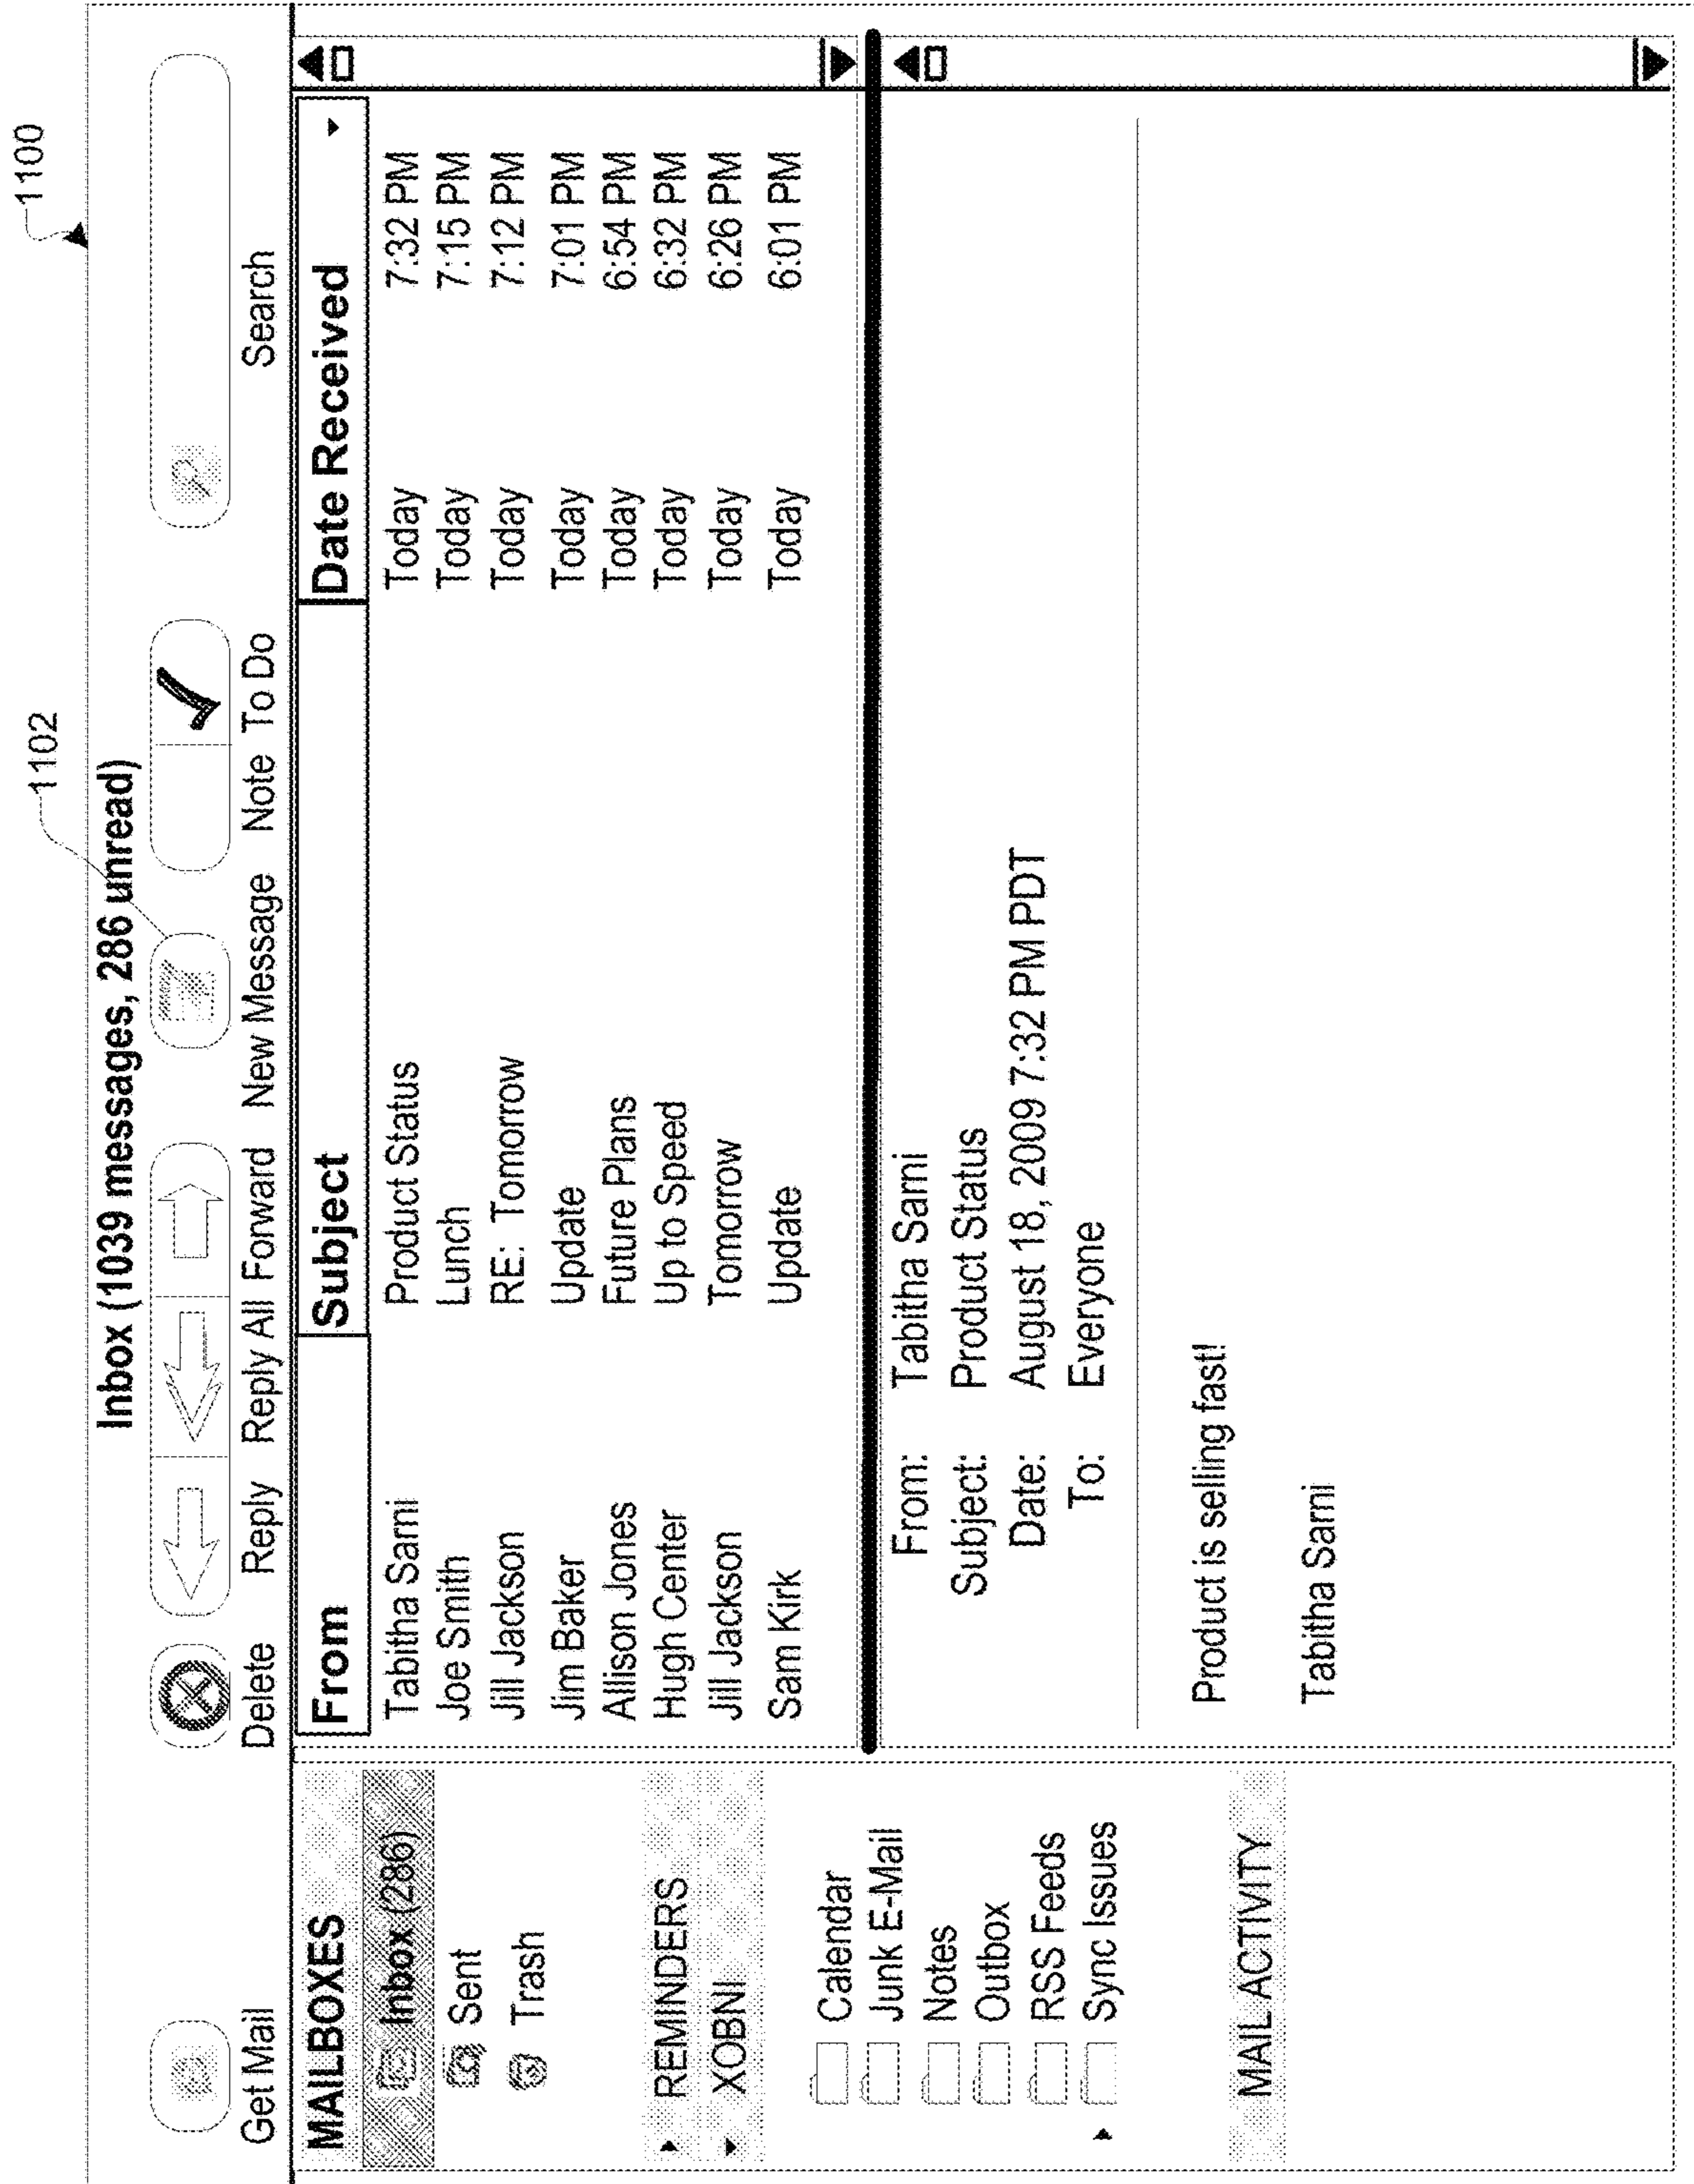 1100
1102
Inbox (1039 messages, 286 unread)
Get Mail Delete Reply Reply All Forward New Message Note To Do Search
MAILBOXES
Inbox (286)
Sent
Trash
REMINDERS
XOBNI
Calendar
Junk E-Mail
Notes
Outbox
RSS Feeds
Sync Issues
MAIL ACTIVITY
From Subject Date Received
Tabitha Sarni Product Status Today 7:32 PM
Joe Smith Lunch Today 7:15 PM
Jill Jackson RE: Tomorrow Today 7:12 PM
Jim Baker Update Today 7:01 PM
Allison Jones Future Plans Today 6:54 PM
Hugh Center Up to Speed Today 6:32 PM
Jill Jackson Tomorrow Today 6:26 PM
Sam Kirk Update Today 6:01 PM
From: Tabitha Sarni
Subject: Product Status
Date: August 18, 2009 7:32 PM PDT
To: Everyone
Product is selling fast!
Tabitha Sarni